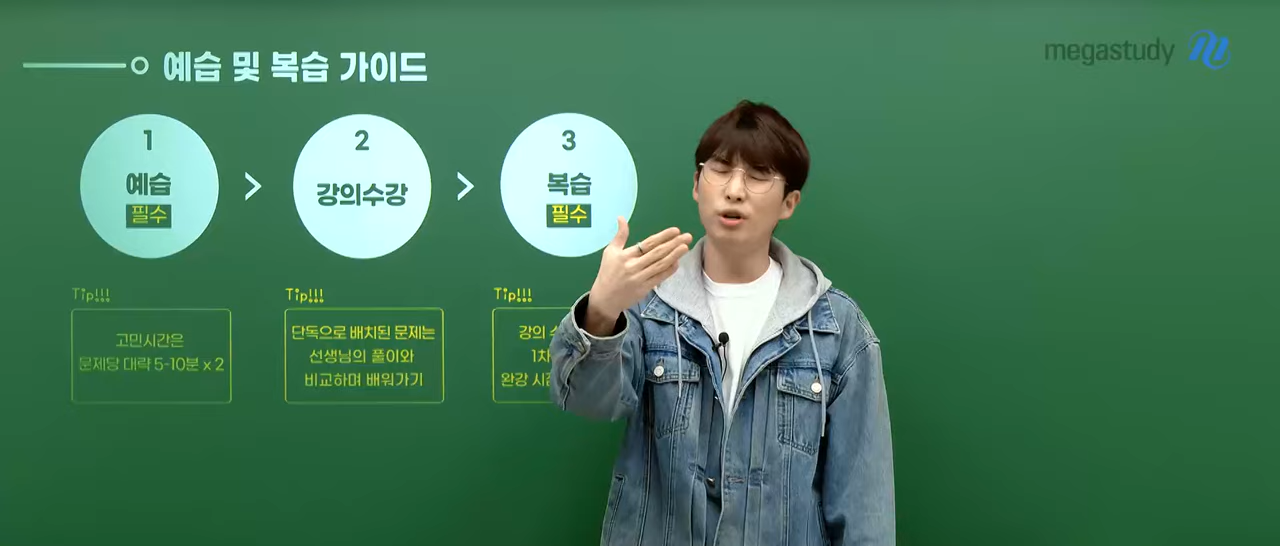 예습 및 복습 가이드
megastudy
1
예습
필수
2
강의수강
3
복습
필수
Tip!!!
고민시간은
문제당 대략 5-10분 x 2
Tip!!!
단독으로 배치된 문제는
선생님의 풀이와
비교하며 배워가기
Tip!!!
강의
1차
완강